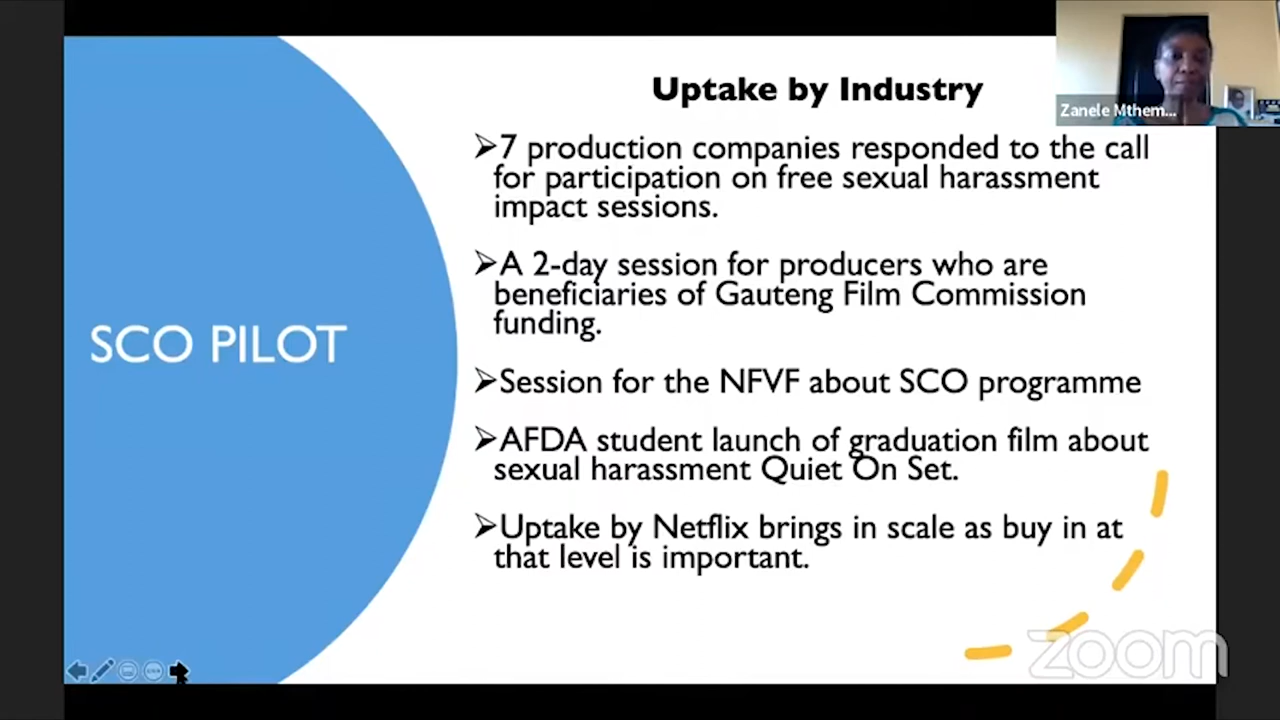 Uptake by Industry
Zanele Mthem...
➢7 production companies responded to the call
for participation on free sexual harassment
impact sessions.
➢A 2-day session for producers who are
beneficiaries of Gauteng Film Commission
funding.
SCO PILOT
➢Session for the NFVF about SCO programme
➢AFDA student launch of graduation film about
sexual harassment Quiet On Set.
➢Uptake by Netflix brings in scale as buy in at
that level is important.
zoom